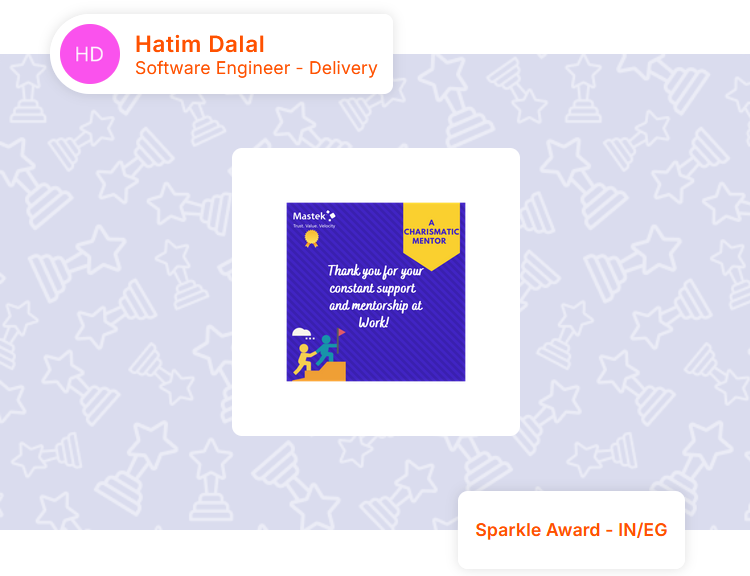 HD
Hatim Dalal
Software Engineer - Delivery
Mastek
Trust. Value. Velocity
A
CHARISMATIC
MENTOR
Thank you for your
constant support
and mentorship at
Work!
Sparkle Award - IN/EG